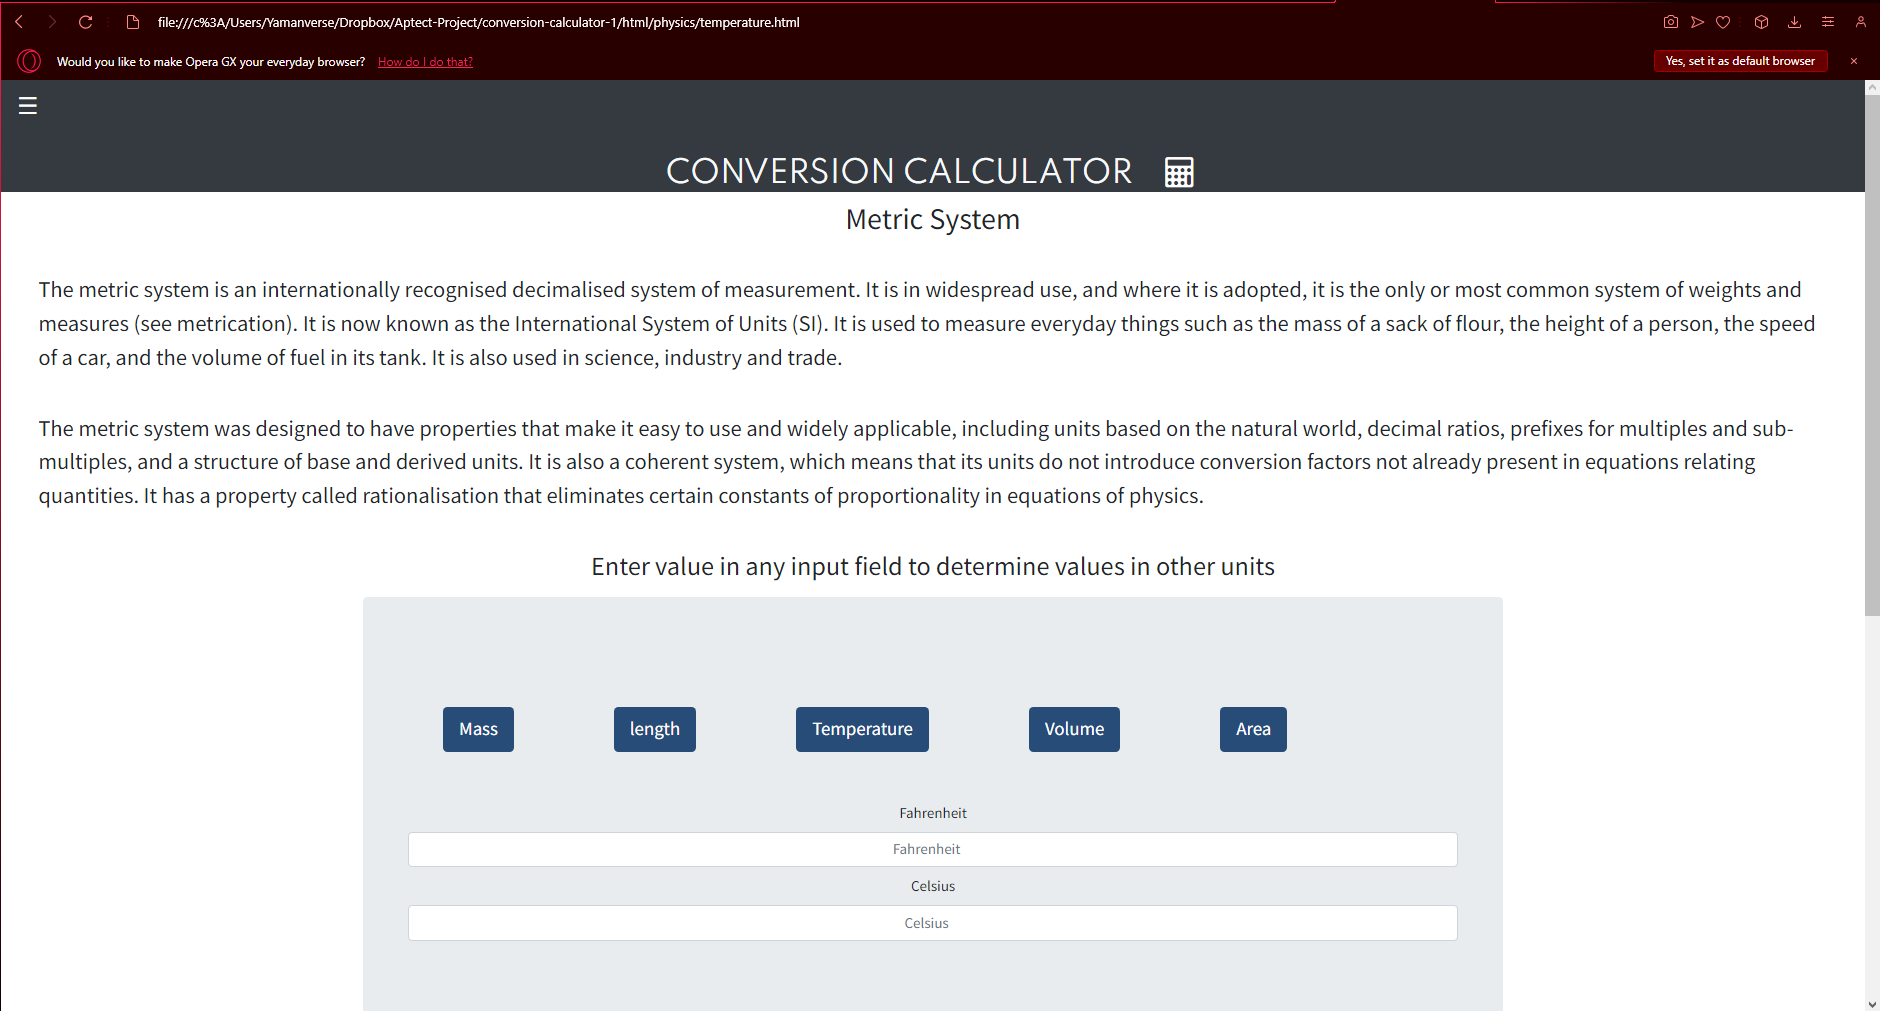 file:///c%3A/Users/Yamanverse/Dropbox/Aptect-Project/conversion-calculator-1/html/physics/temperature.html
Would you like to make Opera GX your everyday browser? How do I do that? Yes, set it as default browser
CONVERSION CALCULATOR
Metric System
The metric system is an internationally recognised decimalised system of measurement. It is in widespread use, and where it is adopted, it is the only or most common system of weights and
measures (see metrication). It is now known as the International System of Units (SI). It is used to measure everyday things such as the mass of a sack of flour, the height of a person, the speed
of a car, and the volume of fuel in its tank. It is also used in science, industry and trade.
The metric system was designed to have properties that make it easy to use and widely applicable, including units based on the natural world, decimal ratios, prefixes for multiples and sub-
multiples, and a structure of base and derived units. It is also a coherent system, which means that its units do not introduce conversion factors not already present in equations relating
quantities. It has a property called rationalisation that eliminates certain constants of proportionality in equations of physics.
Enter value in any input field to determine values in other units
Mass length Temperature Volume Area
Fahrenheit
Fahrenheit
Celsius
Celsius